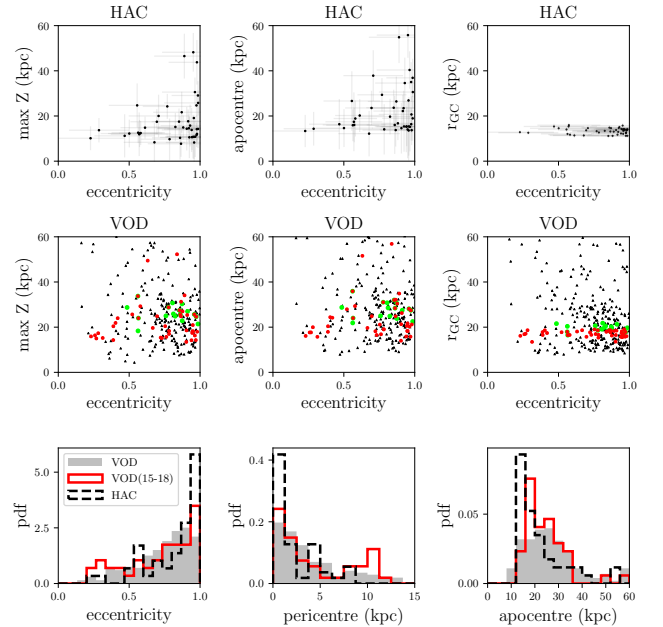 HAC HAC HAC
60 60 60
40 40 40
20 20 20
0 0 0
max Z (kpc) apocentre (kpc) r_GC (kpc)
0.0 0.5 1.0 0.0 0.5 1.0 0.0 0.5 1.0
eccentricity eccentricity eccentricity
VOD VOD VOD
60 60 60
40 40 40
20 20 20
0 0 0
max Z (kpc) apocentre (kpc) r_GC (kpc)
0.0 0.5 1.0 0.0 0.5 1.0 0.0 0.5 1.0
eccentricity eccentricity eccentricity
VOD
VOD(15-18)
HAC
5.0 0.4
2.5 0.2 0.05
0.0 0.0 0.00
pdf pdf pdf
0.0 0.5 1.0 0 5 10 15 0 10 20 30 40 50 60
eccentricity pericentre (kpc) apocentre (kpc)